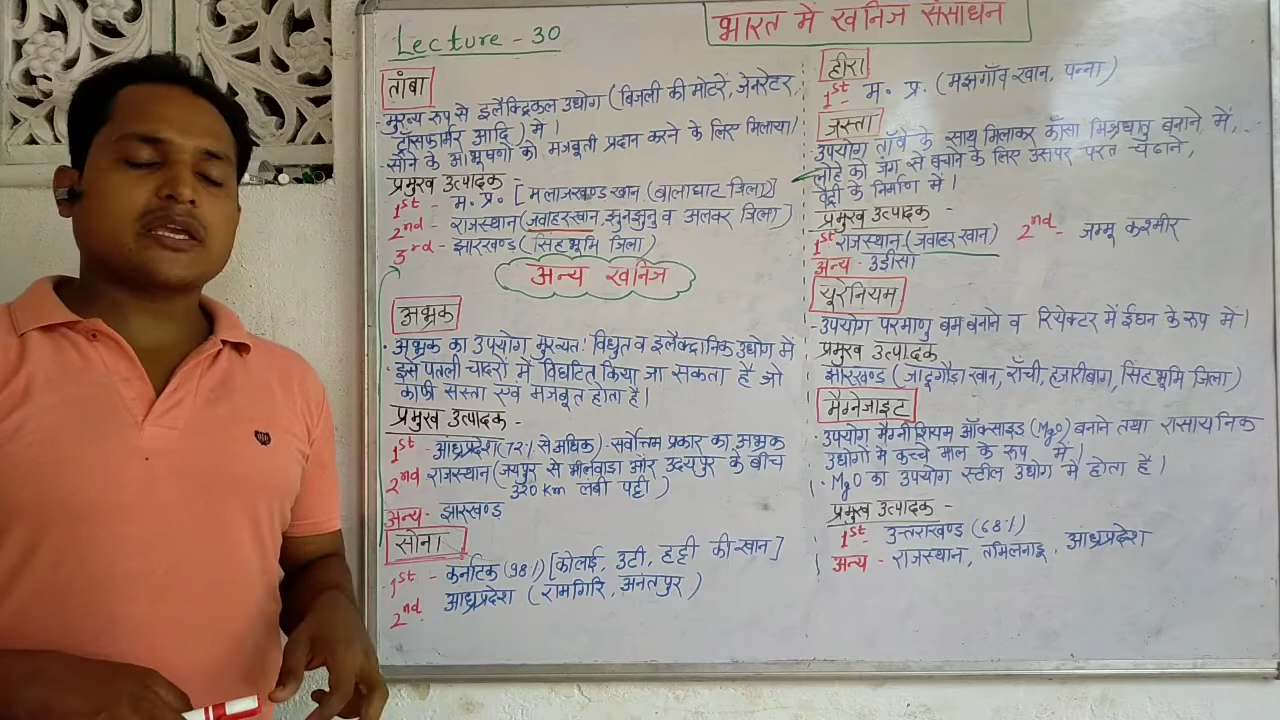 Lecture - 30
भारत में खनिज संसाधन
तांबा
मुख्य रूप से इलैक्ट्रिकल उद्योग (बिजली की मोटरें, जेनरेटर,
ट्रॉसफार्मर आदि) में।
सोने के आभूषणों को मजबूती प्रदान करने के लिए मिलाया।
प्रमुख उत्पादक -
1st - म. प्र. [मलाजखण्ड खान (बालाघाट जिला)]
2nd - राजस्थान (जवाहर खान, झुनझुनु व अलवर जिला)
3rd - झारखण्ड (सिंहभूमि जिला)
अन्य खनिज
अभ्रक
· अभ्रक का उपयोग मुख्यतः विधुत व इलैक्ट्रानिक उद्योग में
· इसे पतली चादरों में विघटित किया जा सकता है जो
काफी सस्ता एवं मजबूत होता है।
प्रमुख उत्पादक -
1st - आंध्रप्रदेश (72% से अधिक) सर्वोत्तम प्रकार का अभ्रक
2nd राजस्थान (जयपुर से भीलवाडा और उदयपुर के बीच
320 Km लंबी पट्टी)
अन्य - झारखण्ड
सोना
1st - कर्नाटक (98%) [कोलार्ड, उटी, हट्टी की खान]
2nd आंध्रप्रदेश (रामगिरि, अनंतपुर)
हीरा
1st - म. प्र. (मझगाँव खान, पन्ना)
जस्ता
उपयोग ताँबे के साथ मिलाकर काँसा मिश्रधातु बनाने में,
लोहे को जंग से बचाने के लिए उसपर परत चढाने,
बैट्री के निर्माण में।
प्रमुख उत्पादक -
1st राजस्थान (जवाहर खान) 2nd - जम्मू कश्मीर
अन्य - उड़ीसा
यूरेनियम
- उपयोग परमाणु बम बनाने व रियेक्टर में ईंधन के रूप में।
प्रमुख उत्पादक
झारखण्ड (जादूगौडा खान, राँची, हजारीबाग, सिंहभूमि जिला)
मैग्नेजाइट
· उपयोग मैग्नीशियम ऑक्साइड (MgO) बनाने तथा रासायनिक
उद्योगो में कच्चे माल के रूप में।
· MgO का उपयोग स्टील उद्योग में होता है।
प्रमुख उत्पादक -
1st - उत्तराखण्ड (68%)
अन्य - राजस्थान, तमिलनाडू, आंध्रप्रदेश